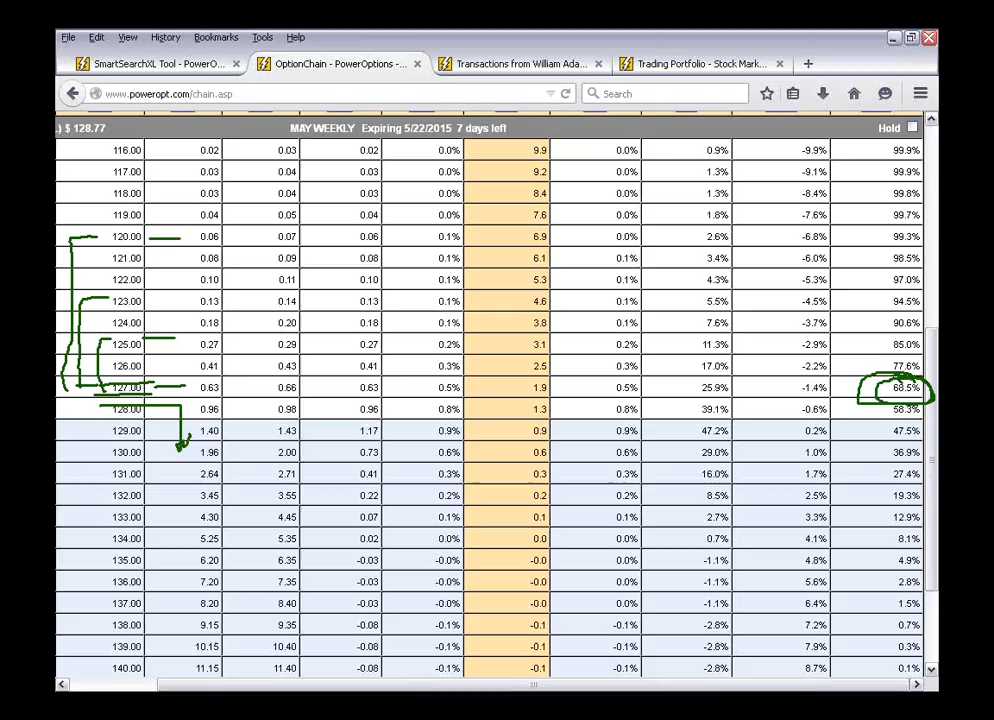 File Edit View History Bookmarks Tools Help
SmartSearchXL Tool - PowerO... × OptionChain - PowerOptions -... × Transactions from William Ada... × Trading Portfolio - Stock Mark... × +
www.poweropt.com/chain.asp Search
.) $ 128.77 MAY WEEKLY Expiring 5/22/2015 7 days left Hold
116.00 0.02 0.03 0.02 0.0% 9.9 0.0% 0.9% -9.9% 99.9%
117.00 0.03 0.04 0.03 0.0% 9.2 0.0% 1.3% -9.1% 99.9%
118.00 0.03 0.04 0.03 0.0% 8.4 0.0% 1.3% -8.4% 99.8%
119.00 0.04 0.05 0.04 0.0% 7.6 0.0% 1.8% -7.6% 99.7%
120.00 0.06 0.07 0.06 0.1% 6.9 0.0% 2.6% -6.8% 99.3%
121.00 0.08 0.09 0.08 0.1% 6.1 0.1% 3.4% -6.0% 98.5%
122.00 0.10 0.11 0.10 0.1% 5.3 0.1% 4.3% -5.3% 97.0%
123.00 0.13 0.14 0.13 0.1% 4.6 0.1% 5.5% -4.5% 94.5%
124.00 0.18 0.20 0.18 0.1% 3.8 0.1% 7.6% -3.7% 90.6%
125.00 0.27 0.29 0.27 0.2% 3.1 0.2% 11.3% -2.9% 85.0%
126.00 0.41 0.43 0.41 0.3% 2.5 0.3% 17.0% -2.2% 77.6%
127.00 0.63 0.66 0.63 0.5% 1.9 0.5% 25.9% -1.4% 68.5%
128.00 0.96 0.98 0.96 0.8% 1.3 0.8% 39.1% -0.6% 58.3%
129.00 1.40 1.43 1.17 0.9% 0.9 0.9% 47.2% 0.2% 47.5%
130.00 1.96 2.00 0.73 0.6% 0.6 0.6% 29.0% 1.0% 36.9%
131.00 2.64 2.71 0.41 0.3% 0.3 0.3% 16.0% 1.7% 27.4%
132.00 3.45 3.55 0.22 0.2% 0.2 0.2% 8.5% 2.5% 19.3%
133.00 4.30 4.45 0.07 0.1% 0.1 0.1% 2.7% 3.3% 12.9%
134.00 5.25 5.35 0.02 0.0% 0.0 0.0% 0.7% 4.1% 8.1%
135.00 6.20 6.35 -0.03 -0.0% -0.0 0.0% -1.1% 4.8% 4.9%
136.00 7.20 7.35 -0.03 -0.0% -0.0 0.0% -1.1% 5.6% 2.8%
137.00 8.20 8.40 -0.03 -0.0% -0.0 0.0% -1.1% 6.4% 1.5%
138.00 9.15 9.35 -0.08 -0.1% -0.1 -0.1% -2.8% 7.2% 0.7%
139.00 10.15 10.40 -0.08 -0.1% -0.1 -0.1% -2.8% 7.9% 0.3%
140.00 11.15 11.40 -0.08 -0.1% -0.1 -0.1% -2.8% 8.7% 0.1%